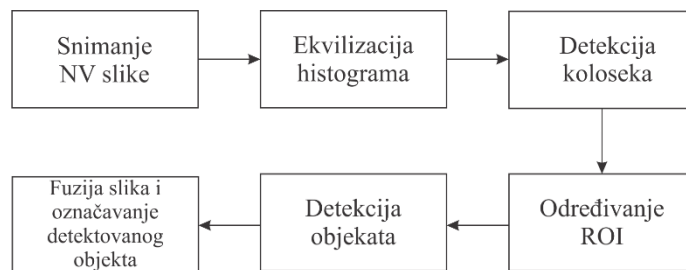 Snimanje
NV slike
Ekvilizacija
histograma
Detekcija
koloseka
Fuzija slika i
označavanje
detektovanog
objekta
Detekcija
objekata
Određivanje
ROI